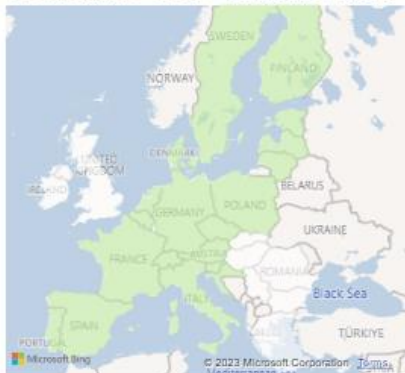 SWEDEN
FINLAND
NORWAY
DENMARK
UNITED
KINGDOM
IRELAND
BELARUS
POLAND
GERMANY
UKRAINE
FRANCE
AUSTRIA
ROMANIA
ITALY
Black Sea
SPAIN
PORTUGAL
TÜRKIYE
Microsoft Bing
© 2023 Microsoft Corporation Terms